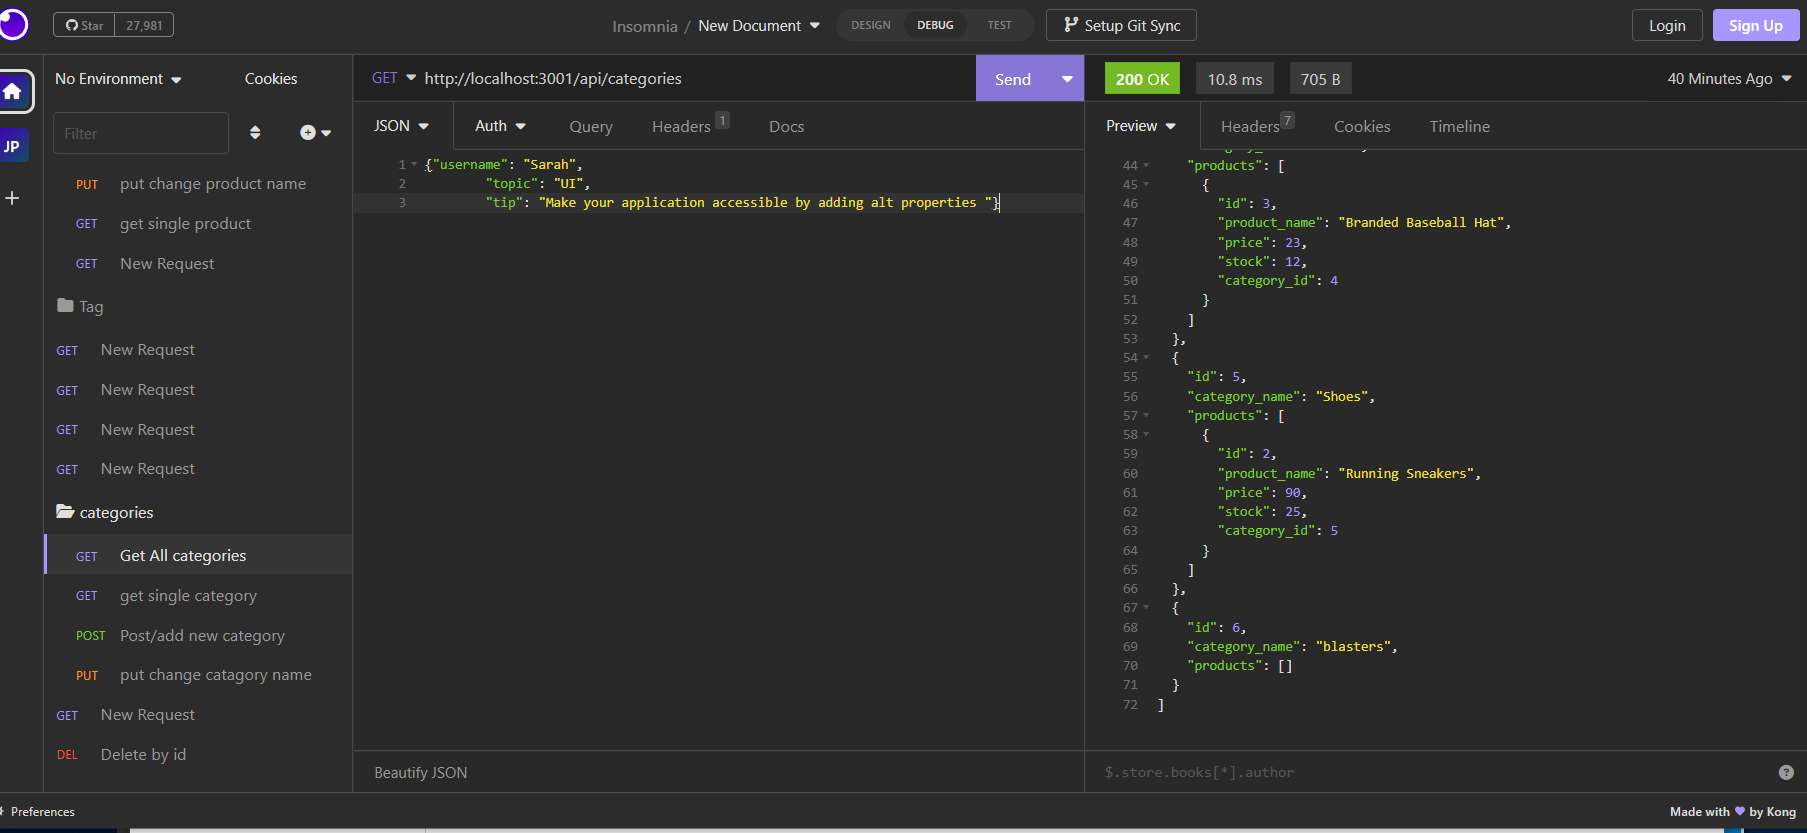 Star 27,981
Insomnia / New Document
DESIGN DEBUG TEST
Setup Git Sync
Login
Sign Up
JP
No Environment
Cookies
Filter
PUT put change product name
GET get single product
GET New Request
Tag
GET New Request
GET New Request
GET New Request
GET New Request
categories
GET Get All categories
GET get single category
POST Post/add new category
PUT put change catagory name
GET New Request
DEL Delete by id
GET http://localhost:3001/api/categories
Send
JSON Auth Query Headers 1 Docs
1 {"username": "Sarah",
2 "topic": "UI",
3 "tip": "Make your application accessible by adding alt properties "}
Beautify JSON
200 OK 10.8 ms 705 B
40 Minutes Ago
Preview Headers 7 Cookies Timeline
44 "products": [
45 {
46 "id": 3,
47 "product_name": "Branded Baseball Hat",
48 "price": 23,
49 "stock": 12,
50 "category_id": 4
51 }
52 ]
53 },
54 {
55 "id": 5,
56 "category_name": "Shoes",
57 "products": [
58 {
59 "id": 2,
60 "product_name": "Running Sneakers",
61 "price": 90,
62 "stock": 25,
63 "category_id": 5
64 }
65 ]
66 },
67 {
68 "id": 6,
69 "category_name": "blasters",
70 "products": []
71 }
72 ]
$.store.books[*].author
Preferences
Made with by Kong